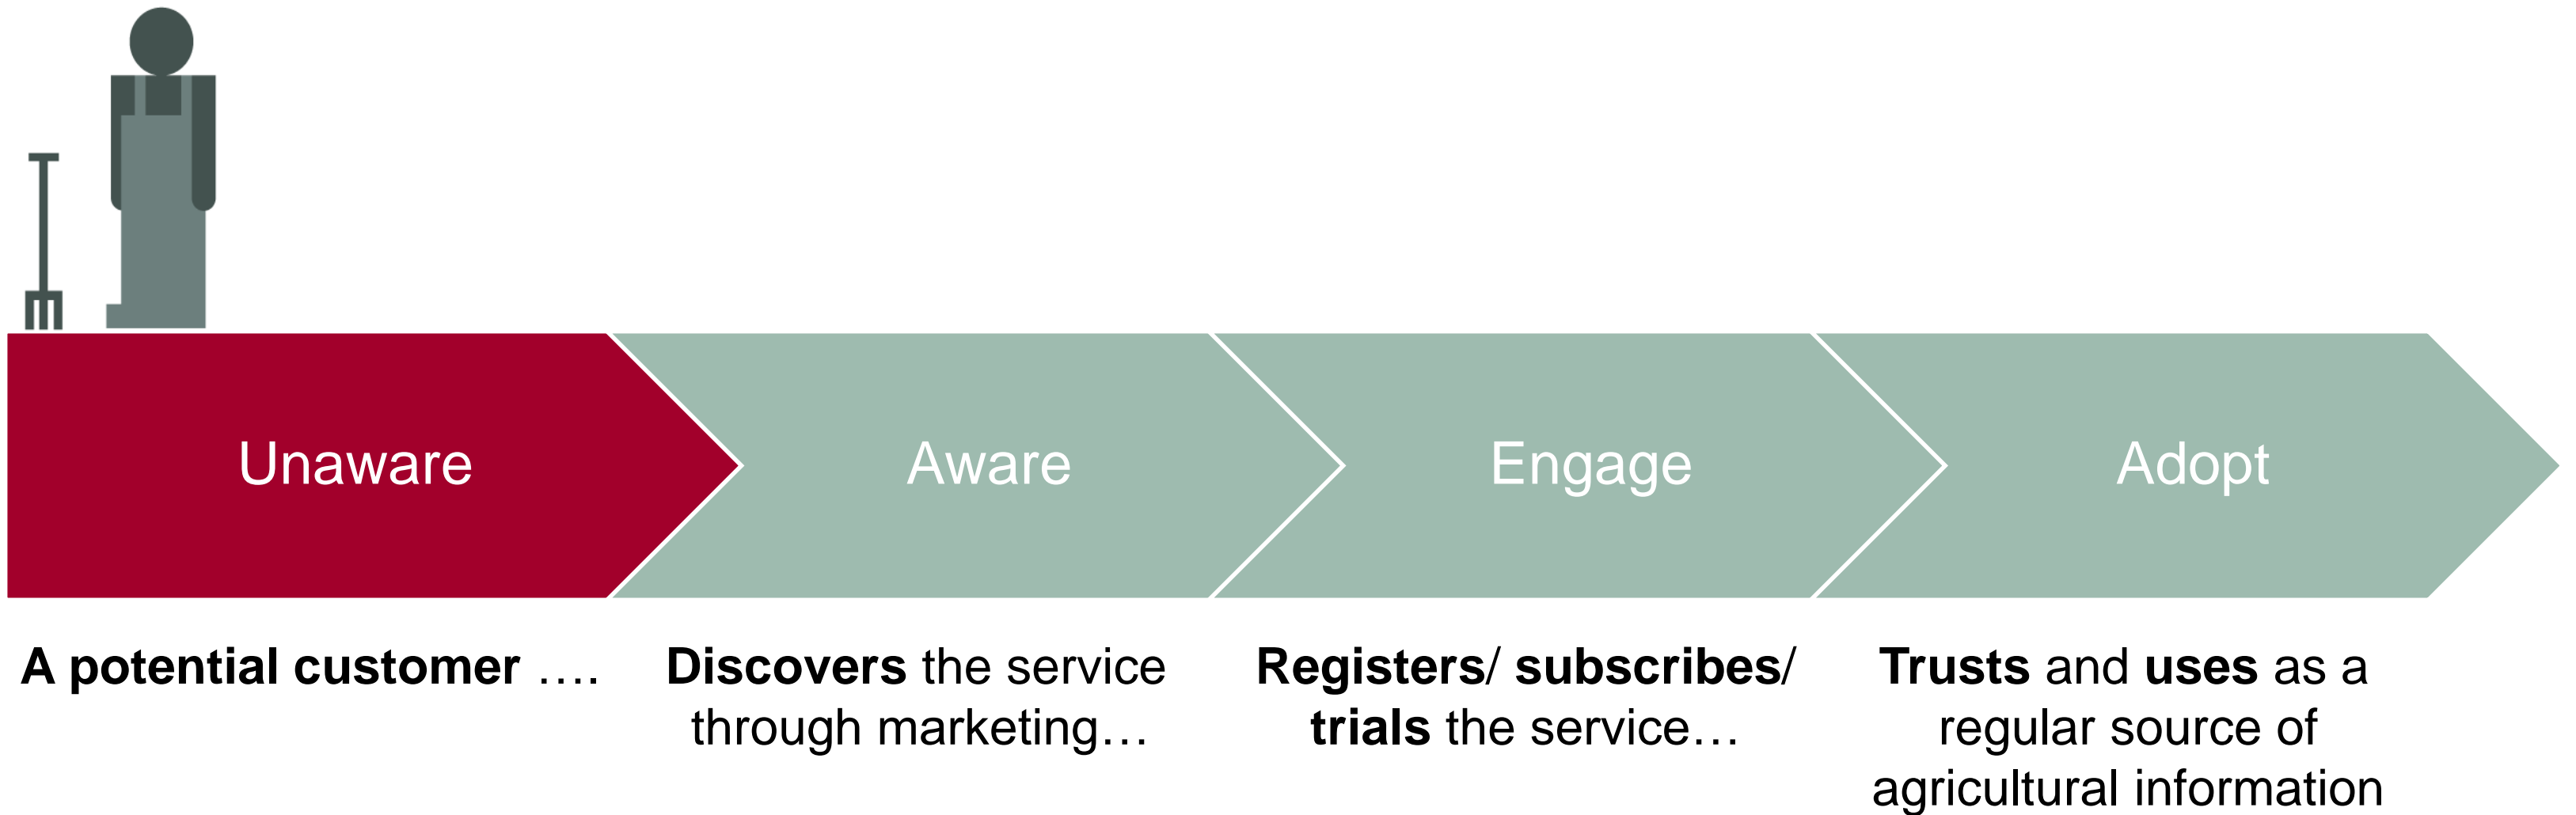 Unaware
Aware
Engage
Adopt
A potential customer ….
Discovers the service
through marketing…
Registers/ subscribes/
trials the service…
Trusts and uses as a
regular source of
agricultural information